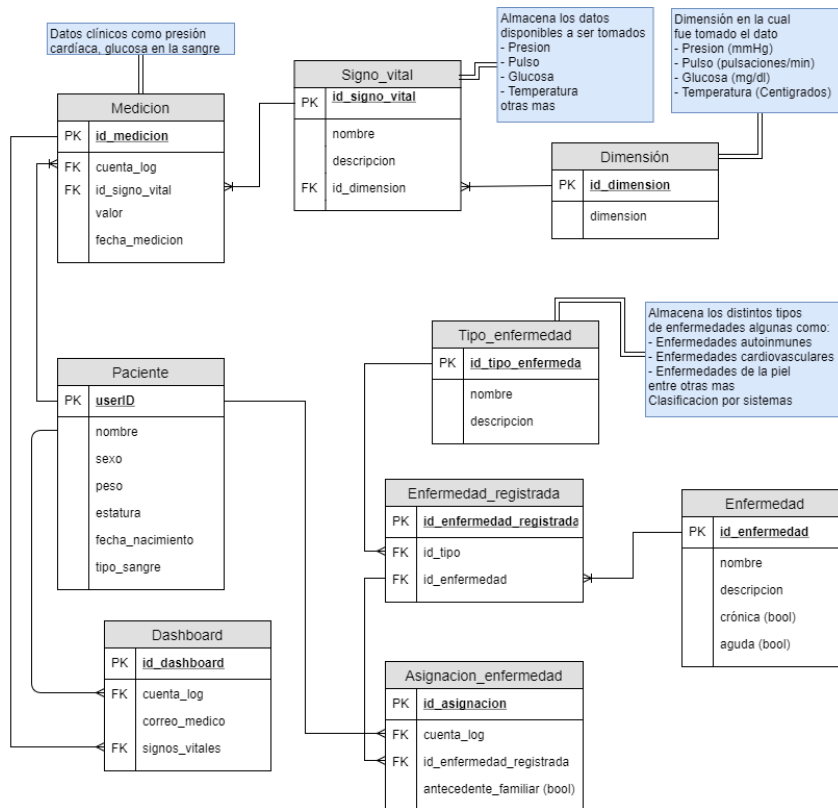 Datos clínicos como presión
cardíaca, glucosa en la sangre
Almacena los datos
disponibles a ser tomados
- Presion
- Pulso
- Glucosa
- Temperatura
otras mas
Dimensión en la cual
fue tomado el dato
- Presion (mmHg)
- Pulso (pulsaciones/min)
- Glucosa (mg/dl)
- Temperatura (Centigrados)
Medicion
PK id_medicion
FK cuenta_log
FK id_signo_vital
valor
fecha_medicion
Signo_vital
PK id_signo_vital
nombre
descripcion
FK id_dimension
Dimensión
PK id_dimension
dimension
Tipo_enfermedad
PK id_tipo_enfermeda
nombre
descripcion
Almacena los distintos tipos
de enfermedades algunas como:
- Enfermedades autoinmunes
- Enfermedades cardiovasculares
- Enfermedades de la piel
entre otras mas
Clasificacion por sistemas
Paciente
PK userID
nombre
sexo
peso
estatura
fecha_nacimiento
tipo_sangre
Enfermedad_registrada
PK id_enfermedad_registrada
FK id_tipo
FK id_enfermedad
Enfermedad
PK id_enfermedad
nombre
descripcion
crónica (bool)
aguda (bool)
Dashboard
PK id_dashboard
FK cuenta_log
correo_medico
FK signos_vitales
Asignacion_enfermedad
PK id_asignacion
FK cuenta_log
FK id_enfermedad_registrada
antecedente_familiar (bool)